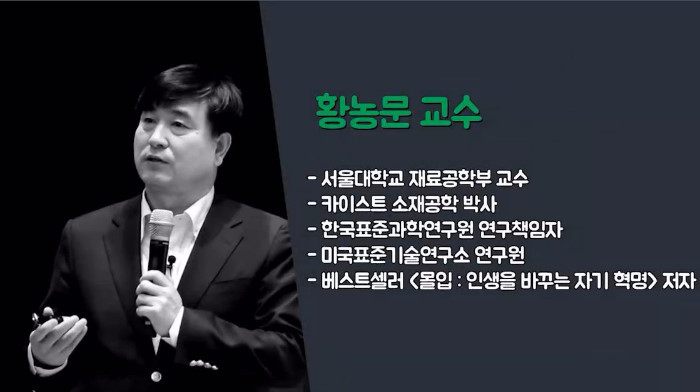 황농문 교수
- 서울대학교 재료공학부 교수
- 카이스트 소재공학 박사
- 한국표준과학연구원 연구책임자
- 미국표준기술연구소 연구원
- 베스트셀러 <몰입 : 인생을 바꾸는 자기 혁명> 저자